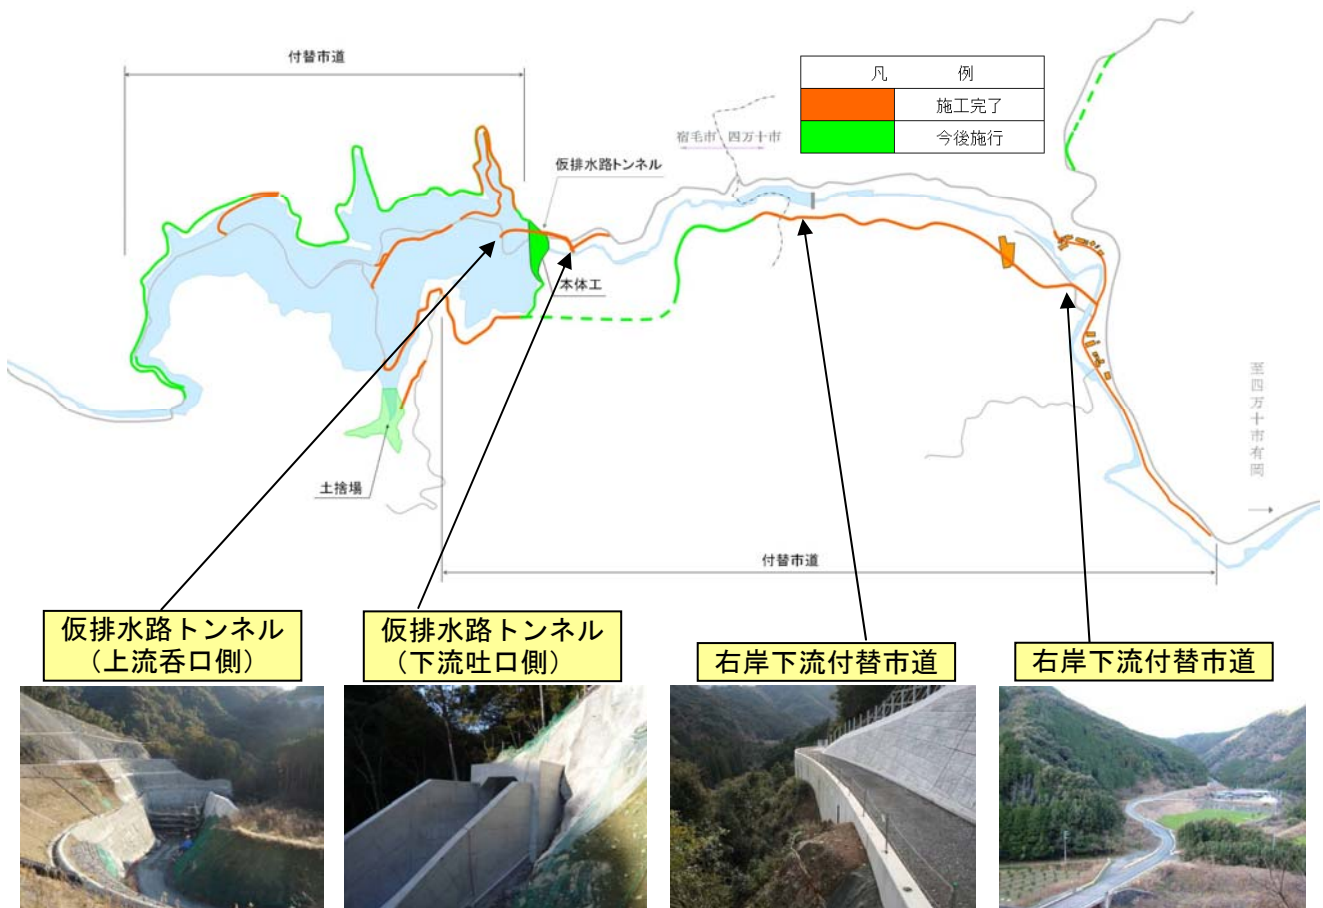 付替市道
凡 例
施工完了
今後施行
宿毛市 四万十市
仮排水路トンネル
本体工
土捨場
至四万十市有岡
付替市道
仮排水路トンネル
(上流呑口側)
仮排水路トンネル
(下流吐口側)
右岸下流付替市道
右岸下流付替市道